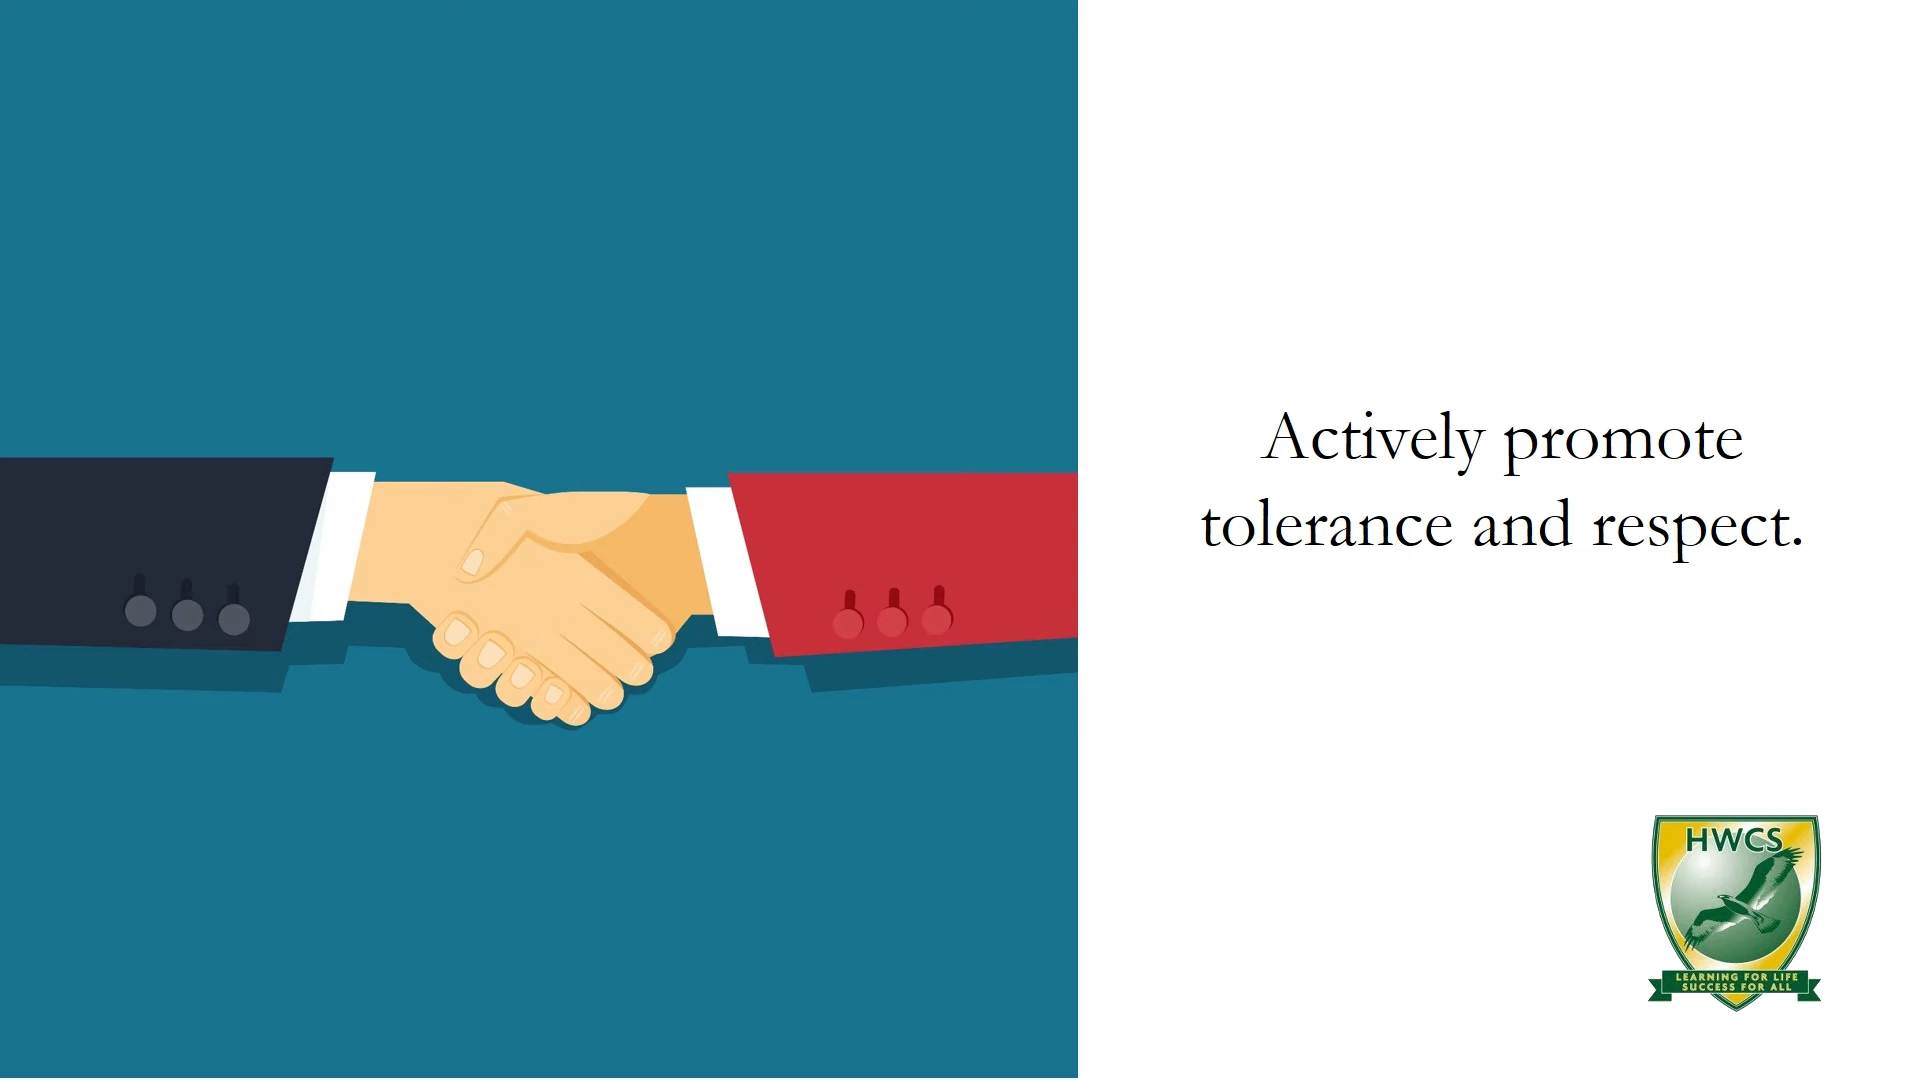 Actively promote
tolerance and respect.
HWCS
LEARNING FOR LIFE
SUCCESS FOR ALL